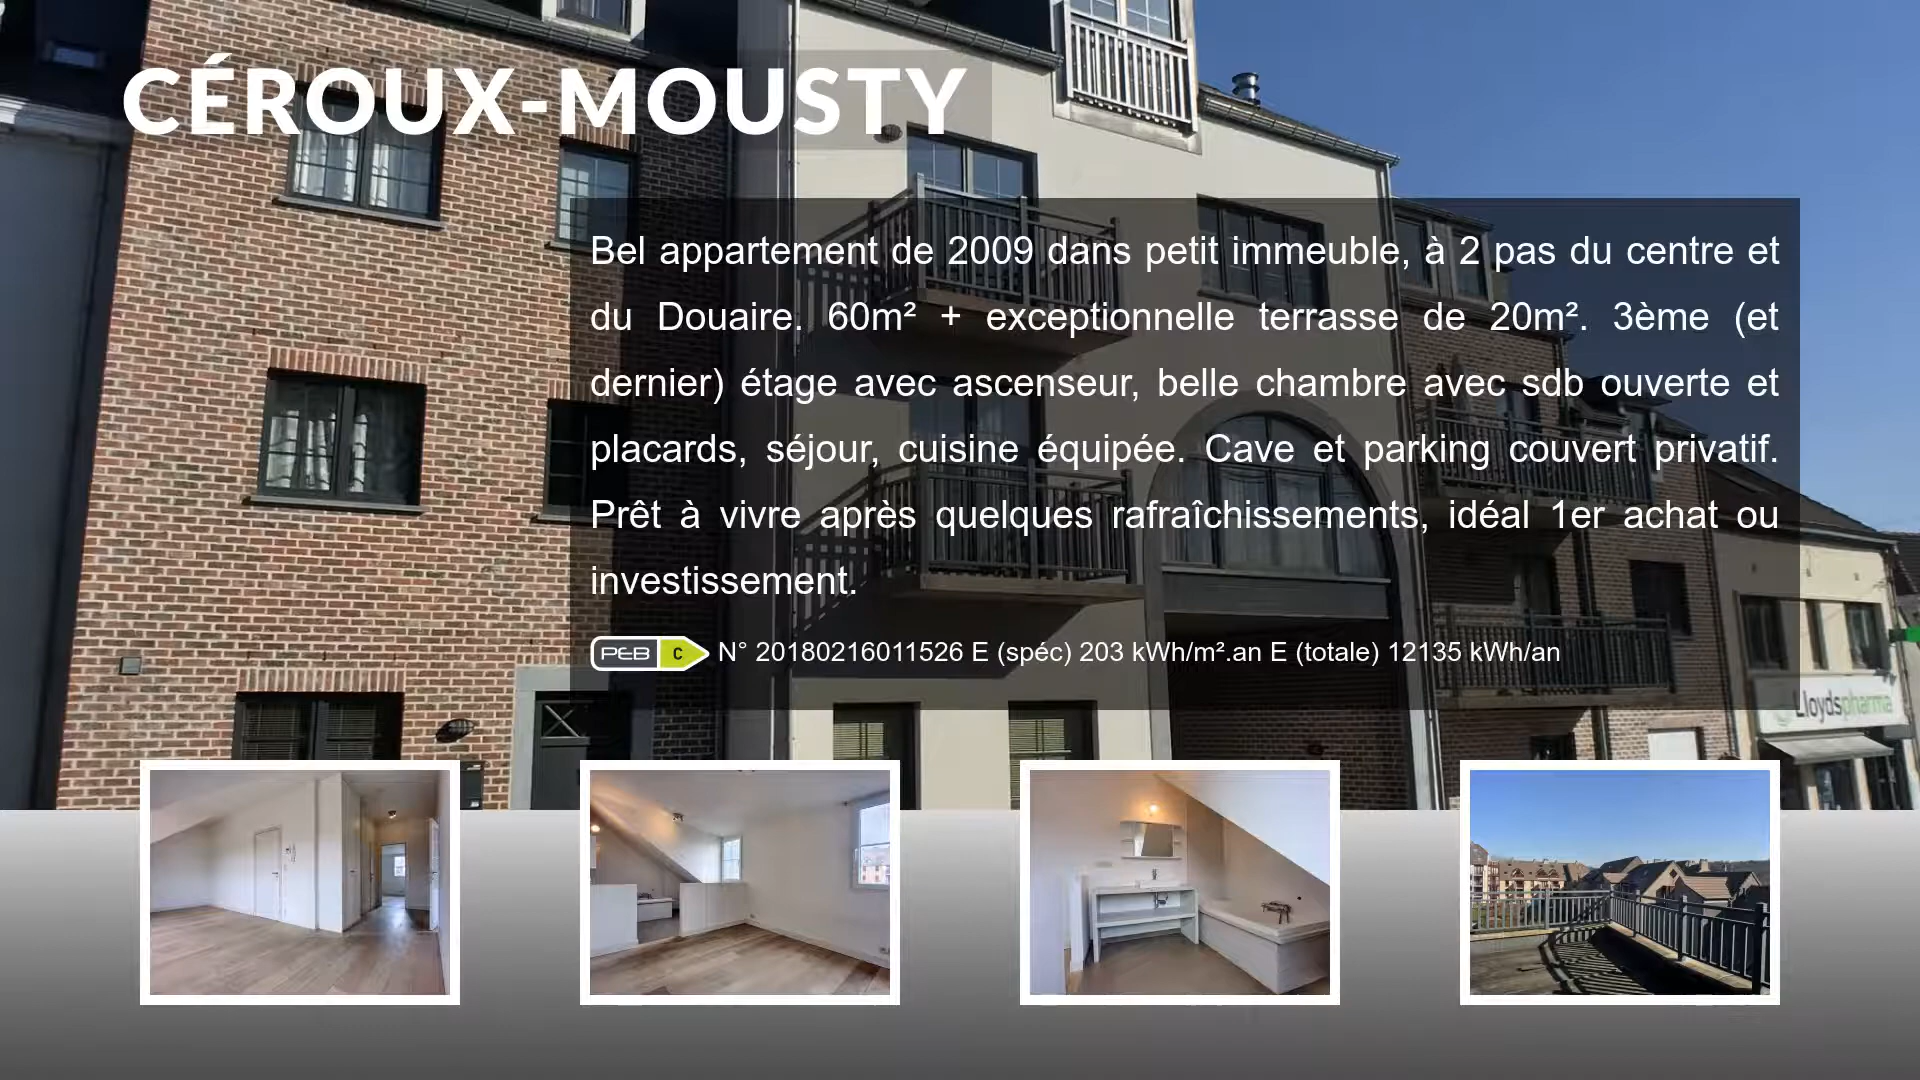 CÉROUX-MOUSTY
Bel appartement de 2009 dans petit immeuble, à 2 pas du centre et
du Douaire. 60m² + exceptionnelle terrasse de 20m². 3ème (et
dernier) étage avec ascenseur, belle chambre avec sdb ouverte et
placards, séjour, cuisine équipée. Cave et parking couvert privatif.
Prêt à vivre après quelques rafraîchissements, idéal 1er achat ou
investissement.
PEB C N° 20180216011526 E (spéc) 203 kWh/m².an E (totale) 12135 kWh/an
Lloydspharma